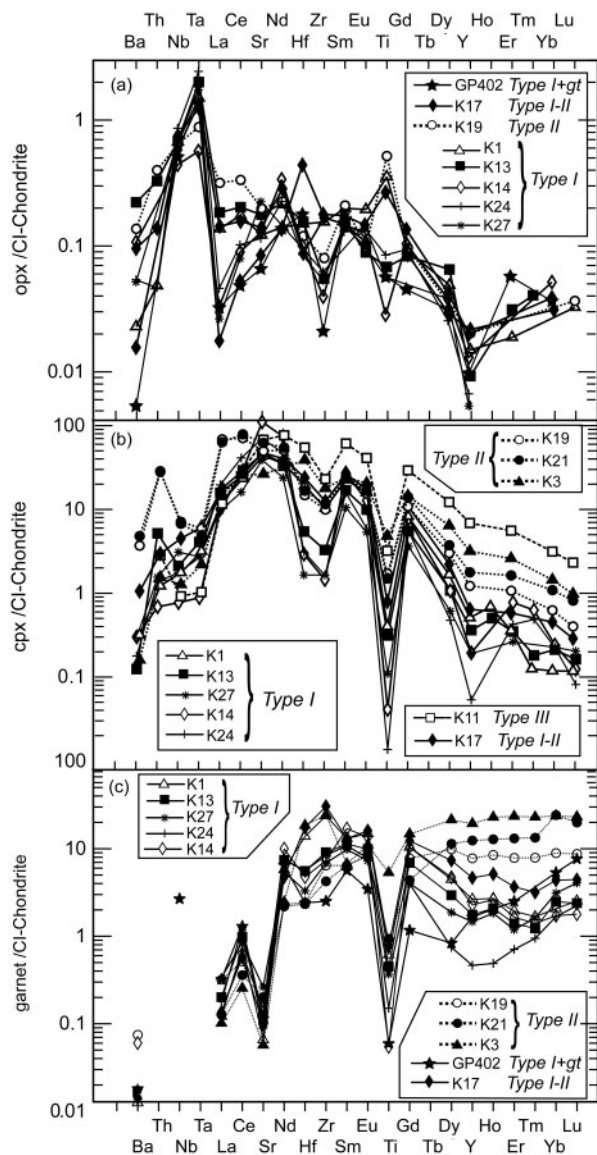 Th Ta Ce Nd Zr Eu Gd Dy Ho Tm Lu
Ba Nb La Sr Hf Sm Ti Tb Y Er Yb
(a)
opx /CI-Chondrite
1
0.1
0.01
GP402 Type I+gt
K17 Type I-II
K19 Type II
K1
K13
K14
K24
K27
Type I
(b)
cpx /CI-Chondrite
100
10
1
0.1
Type II
K19
K21
K3
K1
K13
K27
K14
K24
Type I
K11 Type III
K17 Type I-II
(c)
garnet /CI-Chondrite
100
10
1
0.1
0.01
K1
K13
K27
K24
K14
Type I
K19
K21
K3
Type II
GP402 Type I+gt
K17 Type I-II
Th Ta Ce Nd Zr Eu Gd Dy Ho Tm Lu
Ba Nb La Sr Hf Sm Ti Tb Y Er Yb